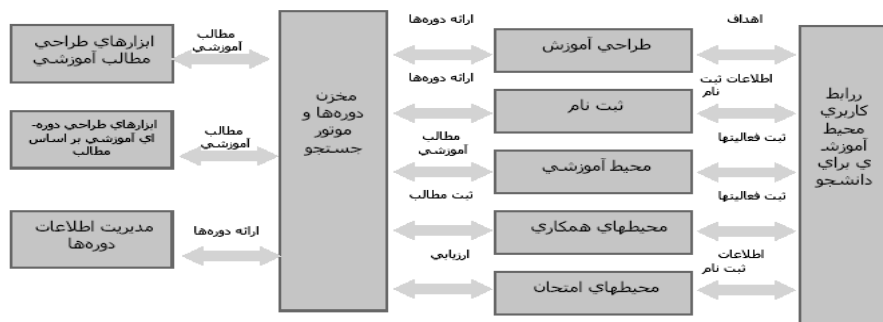 اهداف
ارائه دوره‌ها
مطالب
آموزشي
ابزارهاي طراحي
مطالب آموزشي
طراحي آموزش
مخزن
دوره‌ها و
موتور
جستجو
ررابط
كاربري
محيط
آموزشـ
ي براي
دانشجو
اطلاعات ثبت
نام
ارائه دوره‌ها
ثبت نام
ابزارهاي طراحي دوره-
اي آموزشي بر اساس
مطالب
مطالب
آموزشي
ثبت فعاليتها
مطالب
آموزشي
محيط آموزشي
ثبت فعاليتها
ثبت مطالب
محيطهاي همكاري
مديريت اطلاعات
دوره‌ها
ارائه دوره‌ها
اطلاعات
ثبت نام
ارزيابي
محيطهاي امتحان